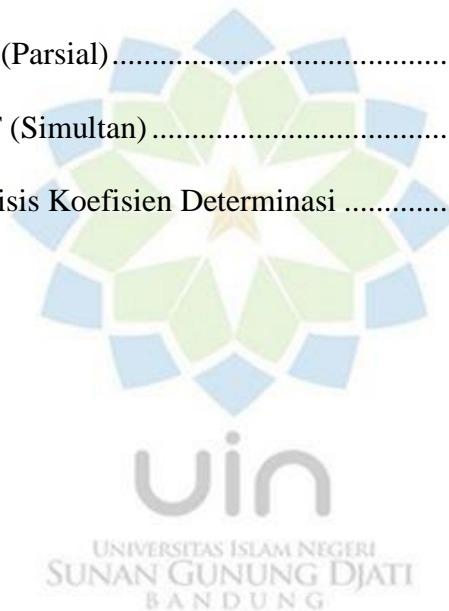 (Parsial)........................................
(Simultan)....................................
isis Koefisien Determinasi .............
uin
UNIVERSITAS ISLAM NEGERI
SUNAN GUNUNG DJATI
BANDUNG